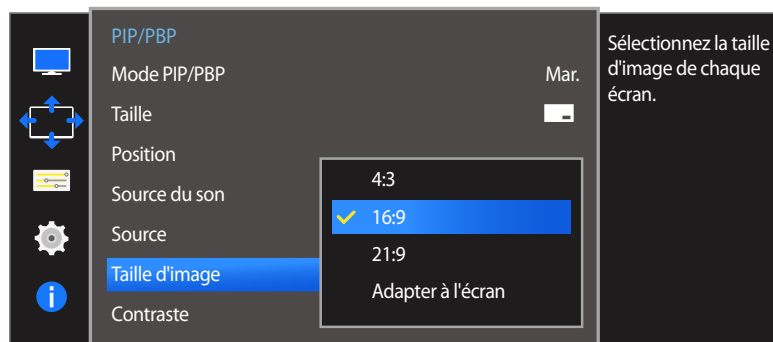 PIP/PBP
Mode PIP/PBP Mar.
Taille
Position
Source du son
Source
Taille d'image
Contraste
4:3
16:9
21:9
Adapter à l'écran
Sélectionnez la taille
d'image de chaque
écran.